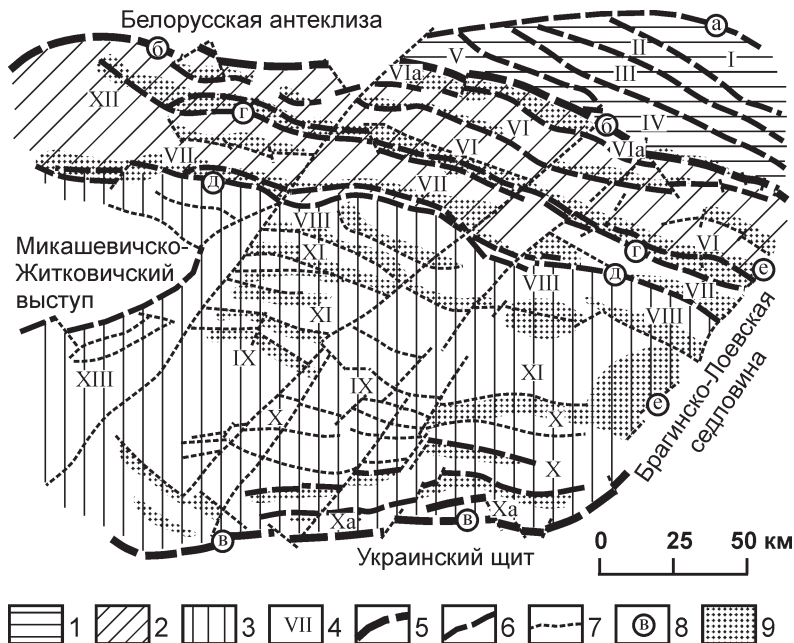 Белорусская антеклиза
а
б
V
II
I
VIa
III
XII
г
б
IV
VI
VIa
VI
VII
VII
д
VIII
VI
г
е
Микашевичско-
Житковичский
выступ
XI
VIII
д
VII
VIII
XI
XIII
IX
IX
XI
е
X
X
X
Брагинско-Лоевская
седловина
Xa
Xa
в
в
Украинский щит
0 25 50 км
1 2 VII 3 4 5 6 7 в 8 9